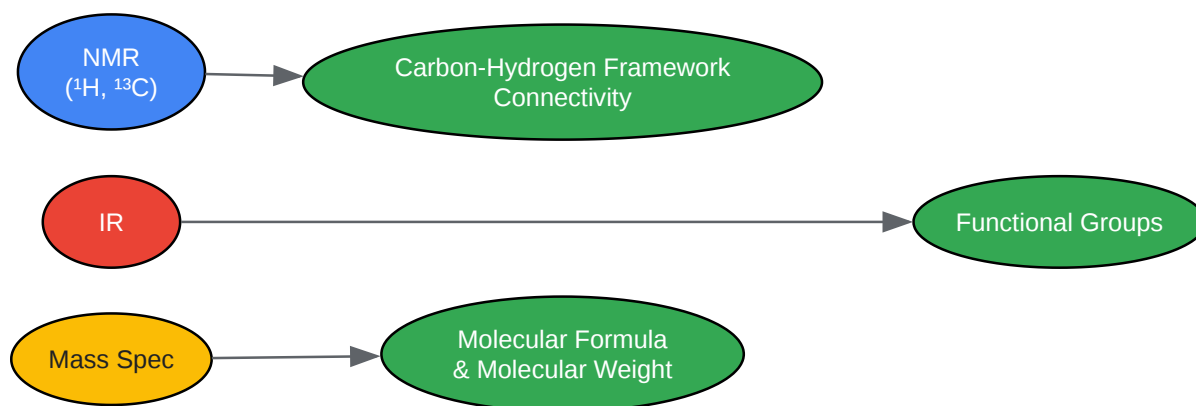 NMR
(¹H, ¹³C)
Carbon-Hydrogen Framework
Connectivity
IR
Functional Groups
Mass Spec
Molecular Formula
& Molecular Weight